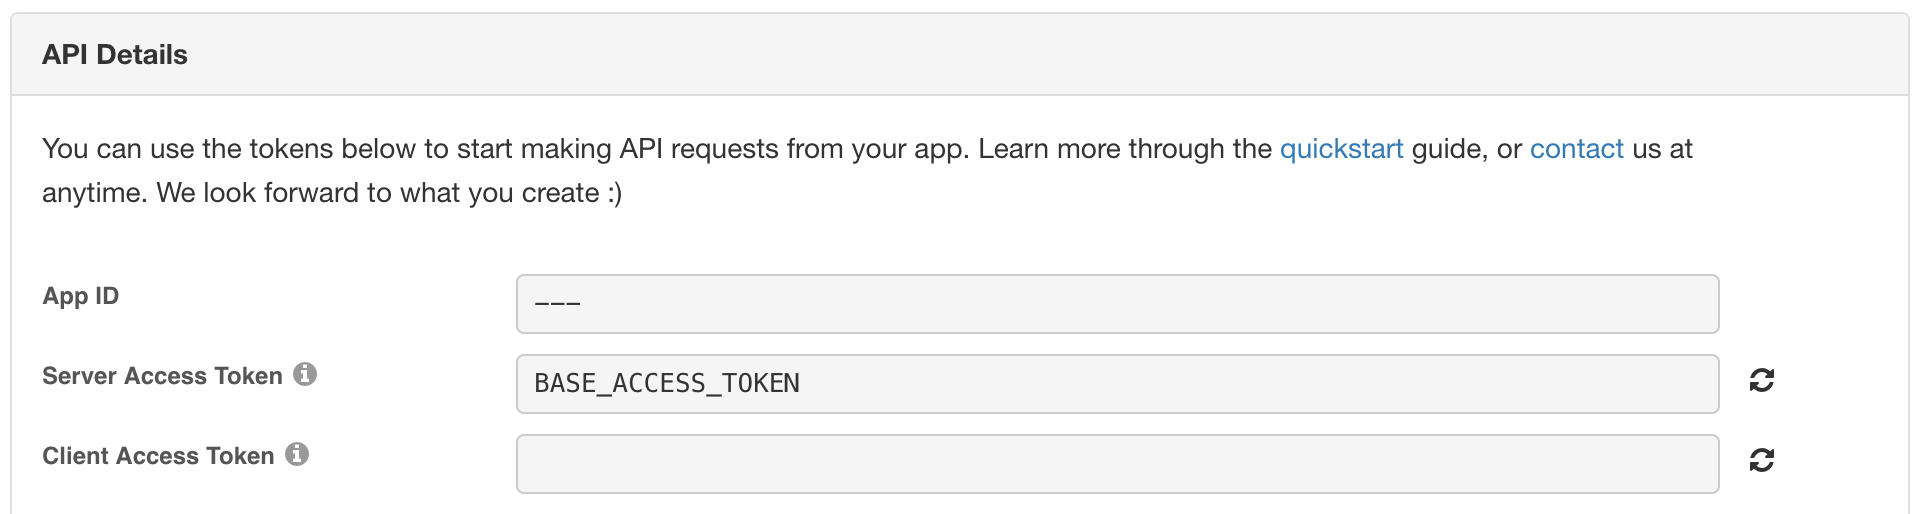 API Details
You can use the tokens below to start making API requests from your app. Learn more through the quickstart guide, or contact us at
anytime. We look forward to what you create :)
App ID
---
Server Access Token
BASE_ACCESS_TOKEN
Client Access Token